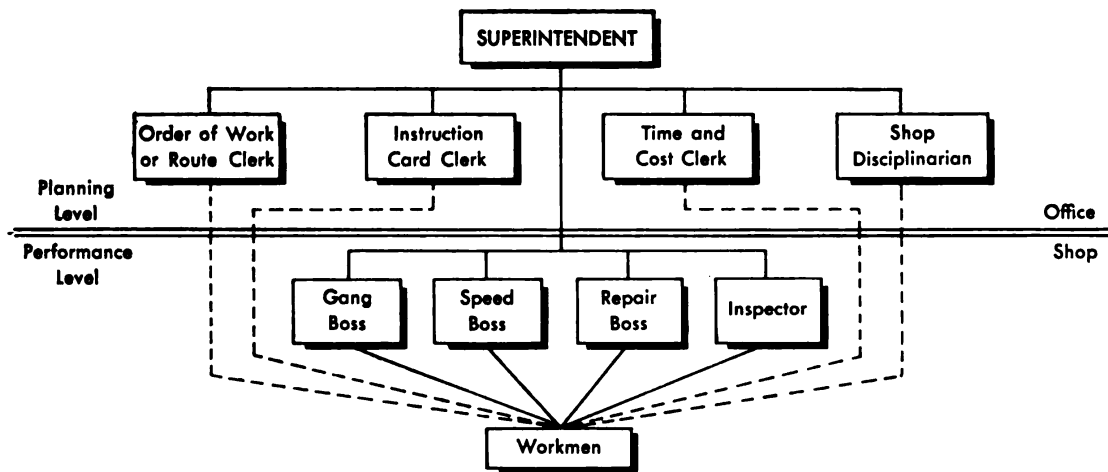 SUPERINTENDENT
Order of Work
or Route Clerk
Instruction
Card Clerk
Time and
Cost Clerk
Shop
Disciplinarian
Planning
Level
Office
Performance
Level
Shop
Gang
Boss
Speed
Boss
Repair
Boss
Inspector
Workmen